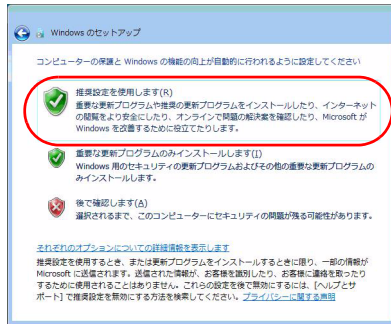 Windows のセットアップ
コンピューターの保護と Windows の機能の向上が自動的に行われるように設定してください
推奨設定を使用します(R)
重要な更新プログラムや推奨の更新プログラムをインストールしたり、インターネット
の閲覧をより安全にしたり、オンラインで問題の解決策を確認したり、Microsoft が
Windows を改善するために役立てたりします。
重要な更新プログラムのみインストールします(I)
Windows 用のセキュリティの更新プログラムおよびその他の重要な更新プログラムの
みインストールします。
後で確認します(A)
選択されるまで、このコンピューターにセキュリティの問題が残る可能性があります。
それぞれのオプションについての詳細情報を表示します
推奨設定を使用するとき、または更新プログラムをインストールするときに限り、一部の情報が
Microsoft に送信されます。送信された情報が、お客様を識別したり、お客様に連絡を取ったり
するために使用されることはありません。これらの設定を後で無効にするには、[ヘルプとサ
ポート] で推奨設定を無効にする方法を検索してください。プライバシーに関する声明